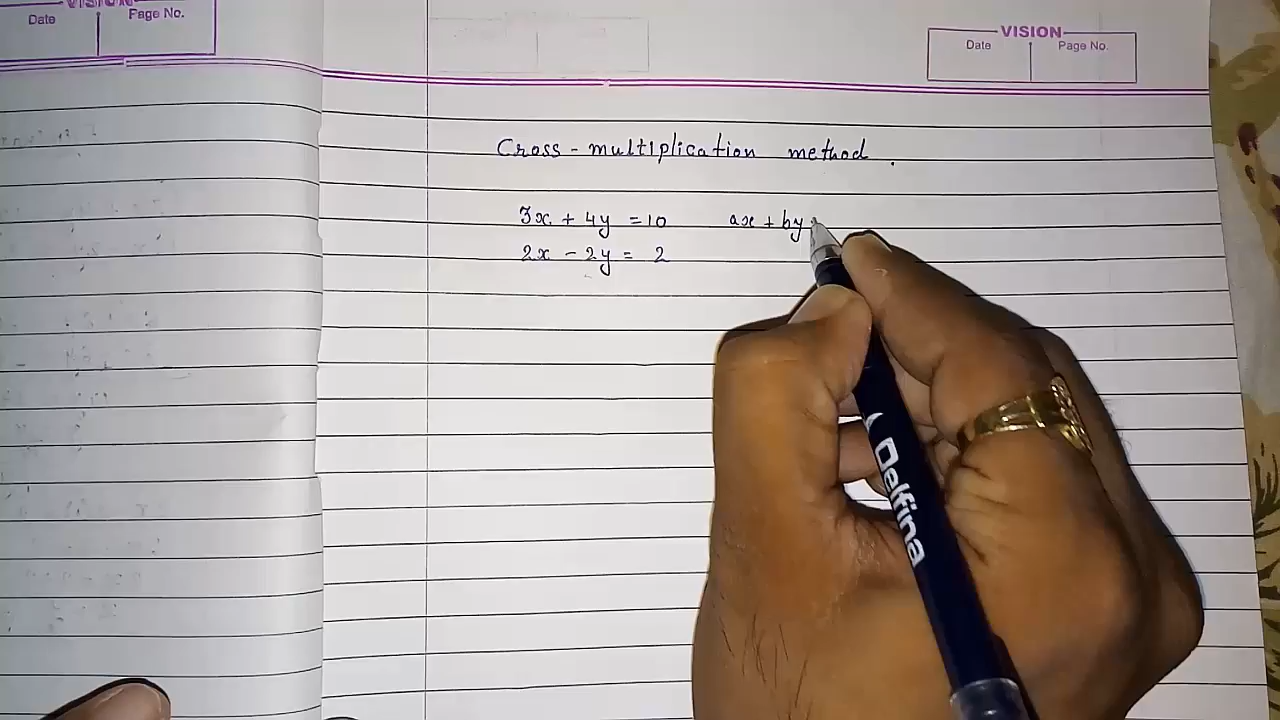 VISION
Date Page No.
VISION
Date Page No.
Cross-multiplication method.
3x + 4y = 10 ax + by
2x - 2y = 2
Delfina